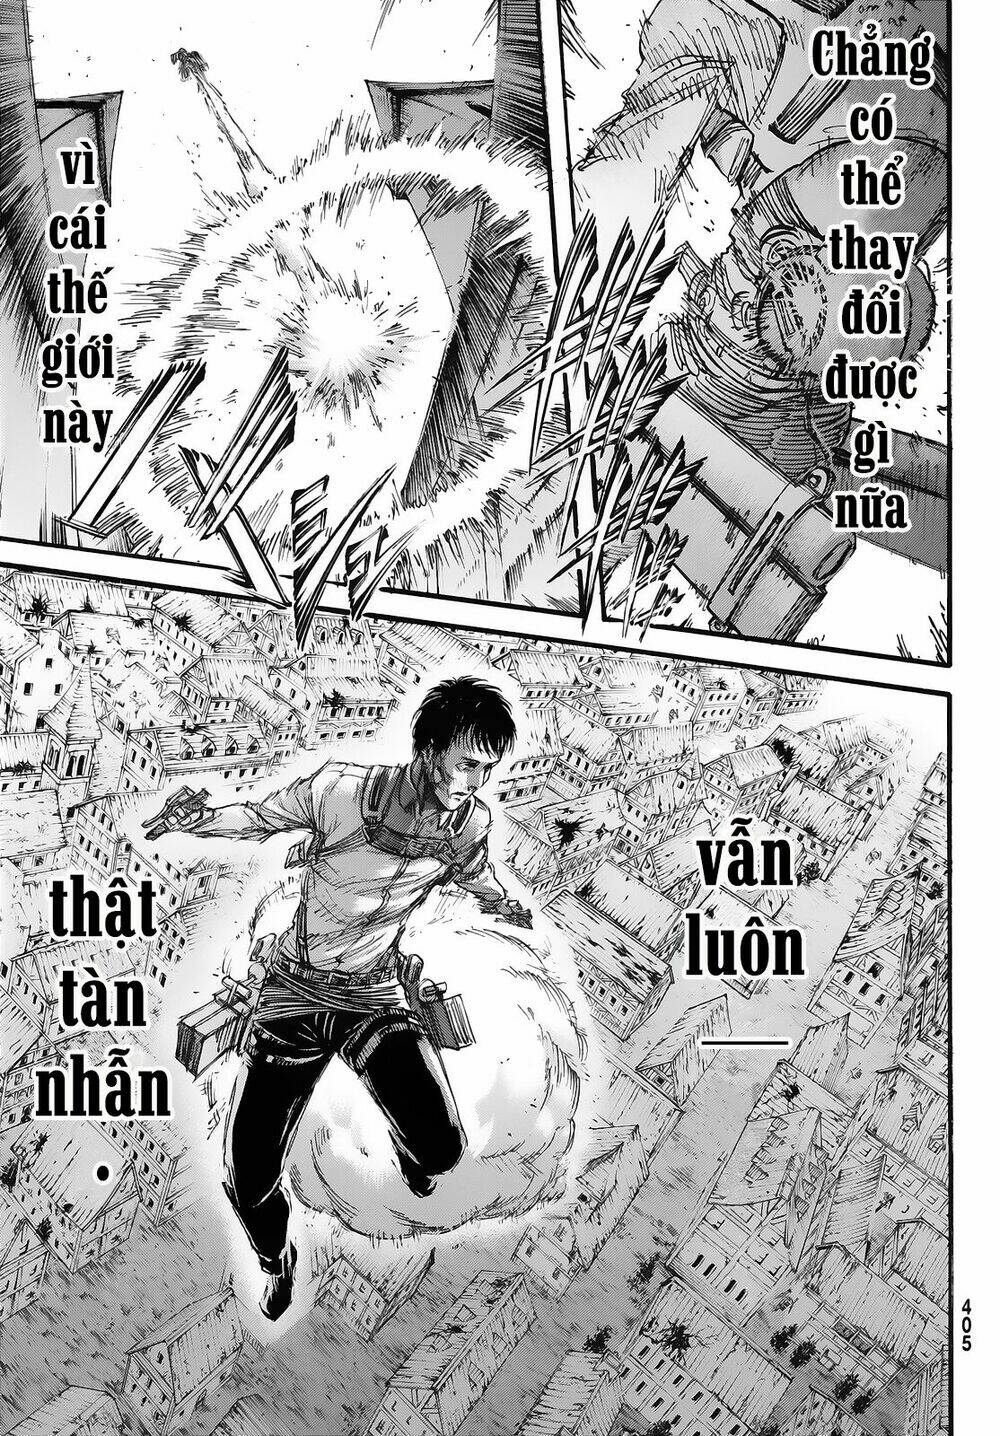 Chẳng
có
thể
thay
đổi
được
gì
nữa
vì
cái
thế
giới
này
vẫn
luôn
—
thật
tàn
nhẫn
.
405